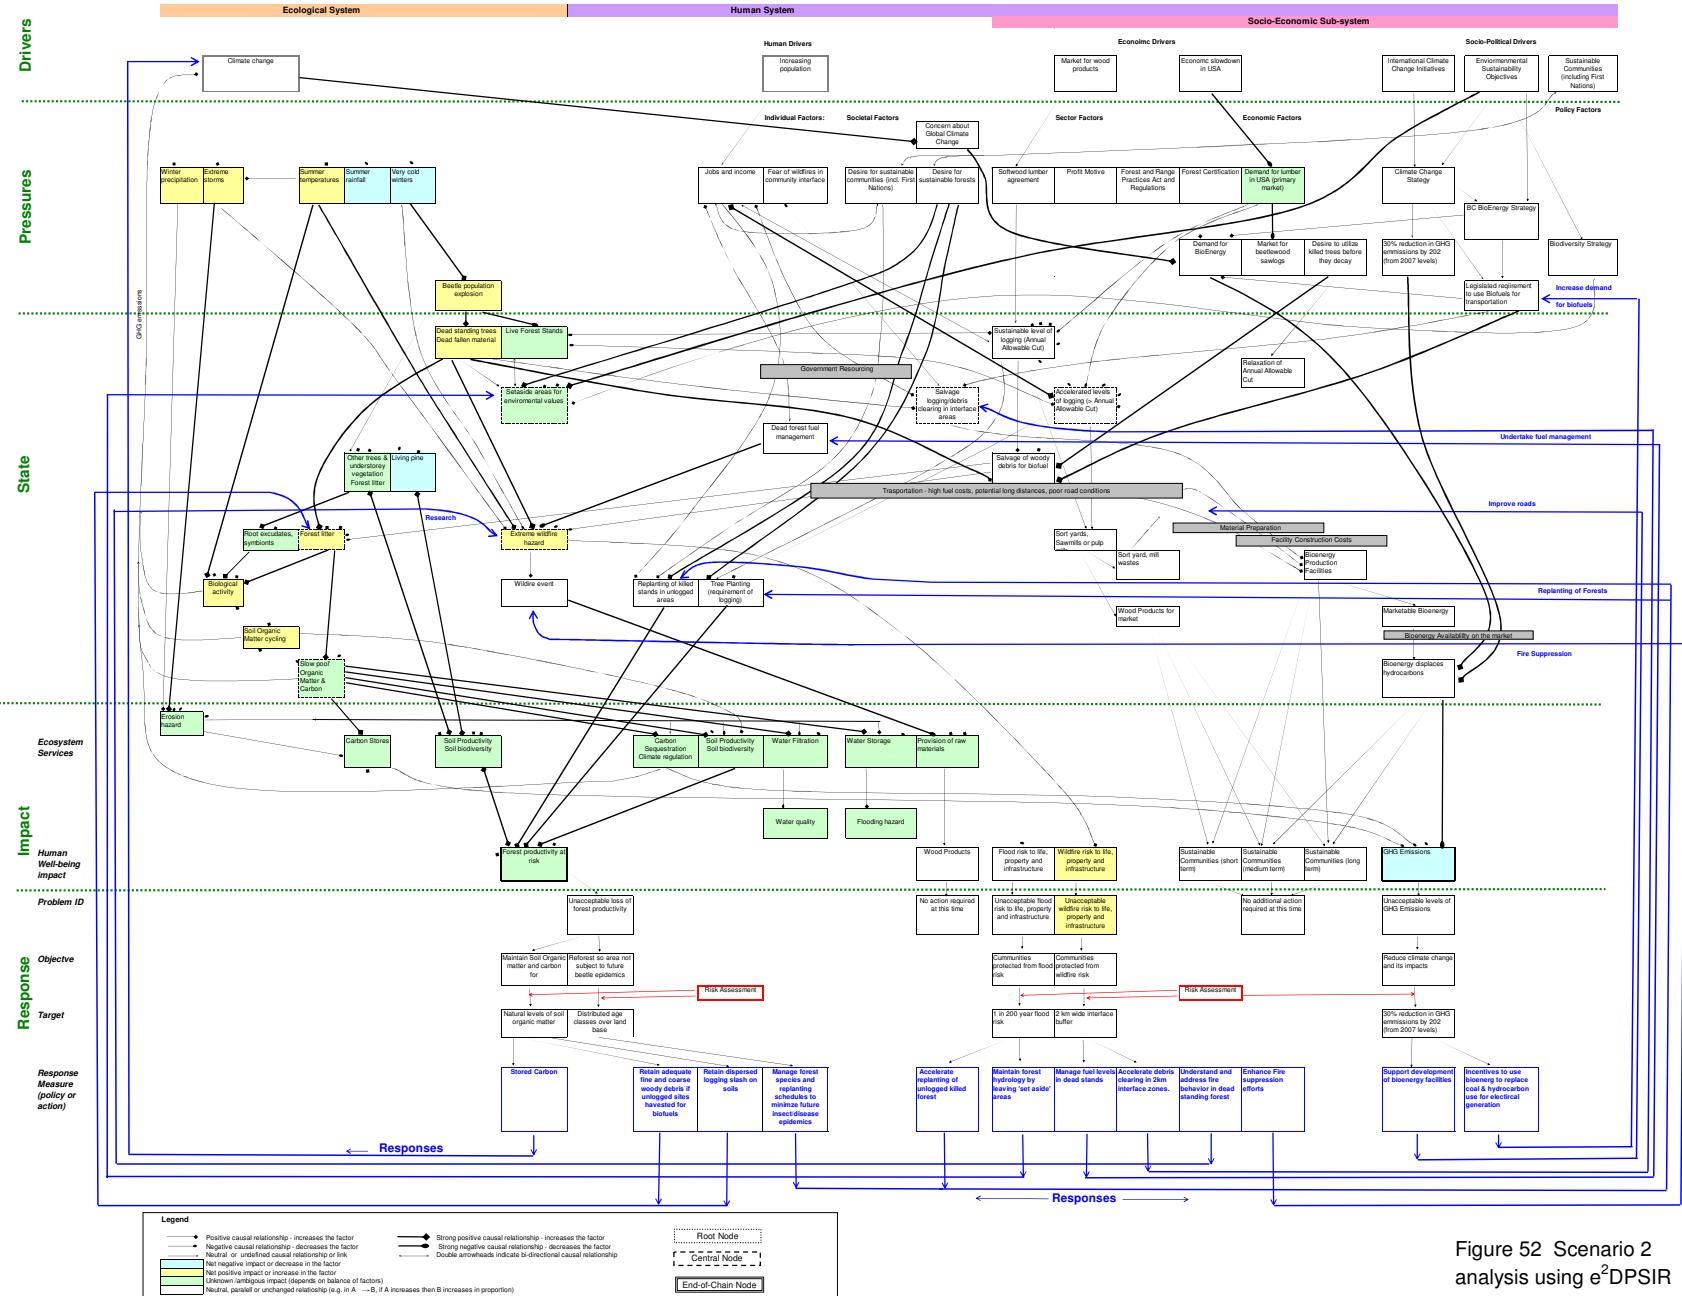 Ecological System
Human System
Socio-Economic Sub-system
Drivers
Human Drivers
Econoimc Drivers
Socio-Political Drivers
Climate change
Increasing
population
Market for wood
products
Economc slowdown
in USA
International Climate
Change Initiatives
Enviormenmental
Sustainability
Objectives
Sustainable
Communities
(including First
Nations)
Individual Factors:
Societal Factors
Sector Factors
Economic Factors
Policy Factors
Concern about
Global Climate
Change
Pressures
Winter
precipitation
Extreme
storms
Summer
temperatures
Summer
rainfall
Very cold
winters
Jobs and income
Fear of wildfires in
community interface
Desire for sustainable
communities (incl. First
Nations)
Desire for
sustainable forests
Softwood lumber
agreement
Profit Motive
Forest and Range
Practices Act and
Regulations
Forest Certification
Demand for lumber
in USA (primary
market)
Climate Change
Stategy
BC BioEnergy Strategy
Demand for
BioEnergy
Market for
beetlewood
sawlogs
Desire to utilize
killed trees before
they decay
30% reduction in GHG
emmissions by 202
(from 2007 levels)
Biodiversity Strategy
Beetle population
explosion
Legislated reqiirement
to use Biofuels for
transportation
Increase demand
for biofuels
GHG emissions
State
Dead standing trees
Dead fallen material
Live Forest Stands
Sustainable level of
logging (Annual
Allowable Cut)
Government Resourcing
Relaxation of
Annual Allowable
Cut
Setaside areas for
enviromental values
Salvage
logging/debris
clearing in interface
areas
Accelerated levels
of logging (> Annual
Allowable Cut)
Dead forest fuel
management
Undertake fuel management
Other trees &
understorey
vegetation
Forest litter
Living pine
Salvage of woody
debris for biofuel
Trasportation - high fuel costs, potential long distances, poor road conditions
Improve roads
Research
Material Preparation
Facility Construction Costs
Root excudates,
symbionts
Forest litter
Extreme wildfire
hazard
Sort yards,
Sawmills or pulp
Sort yard, mill
wastes
Bioenergy
Production
Facilities
Biological
activity
Wildire event
Replanting of killed
stands in unlogged
areas
Tree Planting
(requirement of
logging)
Replanting of Forests
Wood Products for
market
Marketable Bioenergy
Soil Organic
Matter cycling
Bioenergy Availability on the market
Fire Suppression
Slow poof
Organic
Matter &
Carbon
Bioenergy displaces
hydrocarbons
Impact
Ecosystem
Services
Erosion
hazard
Carbon Stores
Soil Productivity
Soil biodiversity
Carbon
Sequestration
Climate regulation
Soil Productivity
Soil biodiversity
Water Filtration
Water Storage
Provision of raw
materials
Water quality
Flooding hazard
Human
Well-being
impact
Forest productivity at
risk
Wood Products
Flood risk to life,
property and
infrastructure
Wildfire risk to life,
property and
infrastructure
Sustainable
Communities (short
term)
Sustainable
Communities
(medium term)
Sustainable
Communities (long
term)
GHG Emissions
Response
Problem ID
Unacceptable loss of
forest productivity
No action required
at this time
Unacceptable flood
risk to life, property
and infrastructure
Unacceptable
wildfire risk to life,
property and
infrastructure
No additional action
required at this time
Unacceptable levels of
GHG Emissions
Objectve
Maintain Soil Organic
matter and carbon
for
Reforest so area not
subject to future
beetle epidemics
Cummunities
protected from flood
risk
Communities
protected from
wildfire risk
Reduce climate change
and its impacts
Risk Assessment
Risk Assessment
Target
Natural levels of soil
organic matter
Distributed age
classes over land
base
1 in 200 year flood
risk
2 km wide interface
buffer
30% reduction in GHG
emmissions by 202
(from 2007 levels)
Response
Measure
(policy or
action)
Stored Carbon
Retain adequate
fine and coarse
woody debris if
unlogged sites
havested for
biofuels
Retain dispersed
logging slash on
soils
Manage forest
species and
replanting
schedules to
minimze future
insect/disease
epidemics
Accelerate
replanting of
unlogged killed
forest
Maintain forest
hydrology by
leaving 'set aside'
areas
Manage fuel levels
in dead stands
Accelerate debris
clearing in 2km
interface zones.
Understand and
address fire
behavior in dead
standing forest
Enhance Fire
suppression
efforts
Support development
of bioenergy facilities
Incentives to use
bioenerg to replace
coal & hydrocarbon
use for electircal
generation
Responses
Responses
Legend
Positive causal relationship - increases the factor
Negative causal relationship - decreases the factor
Neutral or undefined causal relationship or link
Net negative impact or decrease in the factor
Net positive impact or increase in the factor
Unknown /ambigous impact (depends on balance of factors)
Neutral, paralell or unchanged relatioship (e.g. in A →B, if A increases then B increases in proportion)
Strong positive causal relationship - increases the factor
Strong negative causal relationship - decreases the factor
Double arrowheads indicate bi-directional causal relationship
Root Node
Central Node
End-of-Chain Node
Figure 52 Scenario 2
analysis using e²DPSIR